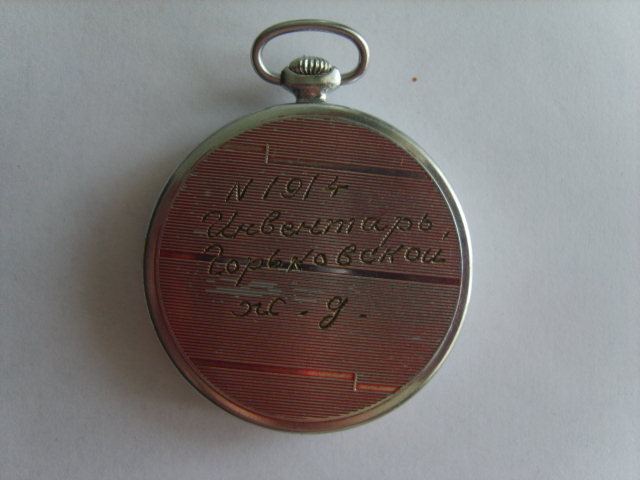 N 1914
Инвентарь,
Горьковской
ж. д.